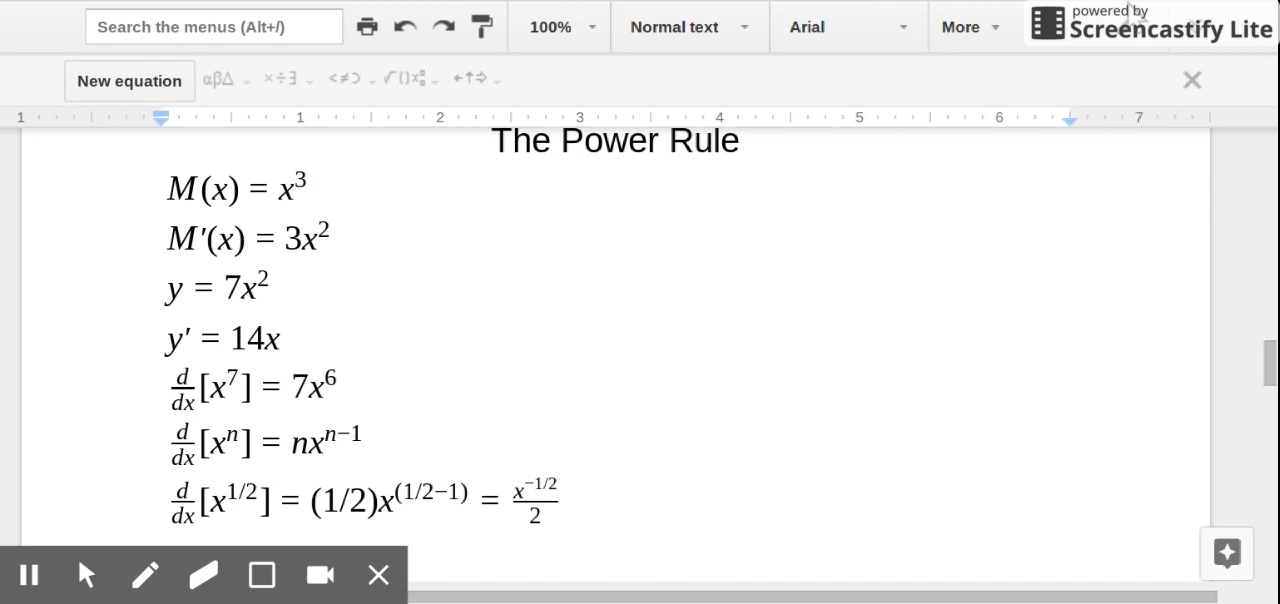 Search the menus (Alt+/)
100%
Normal text
Arial
More
powered by
Screencastify Lite
New equation
αβΔ
×÷∃
<≠⊃
1 1 2 3 4 5 6 7
The Power Rule
M(x) = x³
M′(x) = 3x²
y = 7x²
y′ = 14x
d/dx [x⁷] = 7x⁶
d/dx [xⁿ] = nxⁿ⁻¹
d/dx [x^{1/2}] = (1/2)x^{(1/2−1)} = x^{−1/2}/2